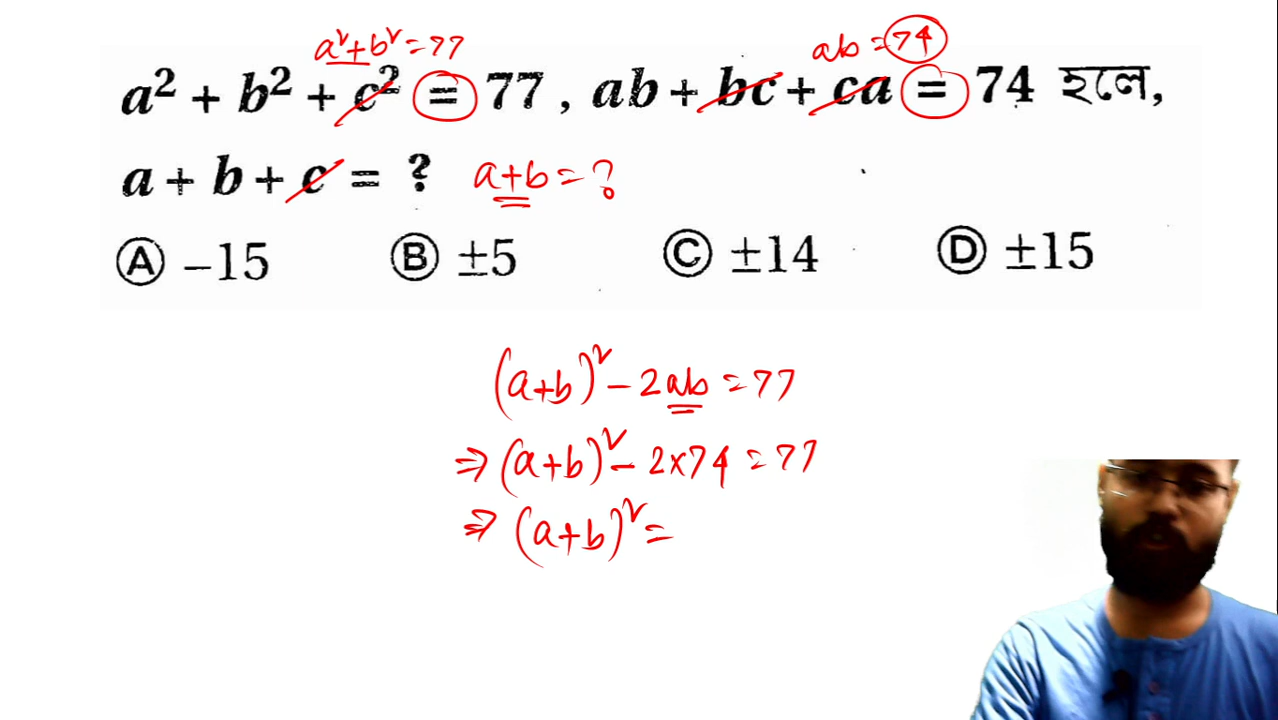 a²+b²=77
ab=74
a² + b² + c² = 77 , ab + bc + ca = 74 হলে,
a + b + c = ? a+b=?
Ⓐ –15 Ⓑ ±5 Ⓒ ±14 Ⓓ ±15
(a+b)² – 2ab = 77
⇒ (a+b)² – 2×74 = 77
⇒ (a+b)² =